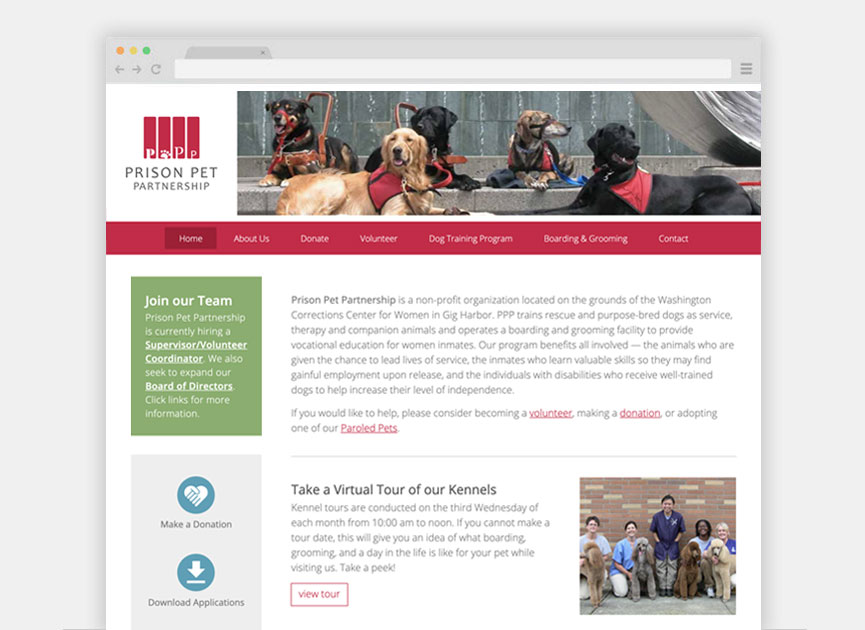 P P P
PRISON PET
PARTNERSHIP
Home About Us Donate Volunteer Dog Training Program Boarding & Grooming Contact
Join our Team
Prison Pet Partnership
is currently hiring a
Supervisor/Volunteer
Coordinator. We also
seek to expand our
Board of Directors.
Click links for more
information.
Make a Donation
Download Applications
Prison Pet Partnership is a non-profit organization located on the grounds of the Washington
Corrections Center for Women in Gig Harbor. PPP trains rescue and purpose-bred dogs as service,
therapy and companion animals and operates a boarding and grooming facility to provide
vocational education for women inmates. Our program benefits all involved — the animals who are
given the chance to lead lives of service, the inmates who learn valuable skills so they may find
gainful employment upon release, and the individuals with disabilities who receive well-trained
dogs to help increase their level of independence.
If you would like to help, please consider becoming a volunteer, making a donation, or adopting
one of our Paroled Pets.
Take a Virtual Tour of our Kennels
Kennel tours are conducted on the third Wednesday of
each month from 10:00 am to noon. If you cannot make a
tour date, this will give you an idea of what boarding,
grooming, and a day in the life is like for your pet while
visiting us. Take a peek!
view tour